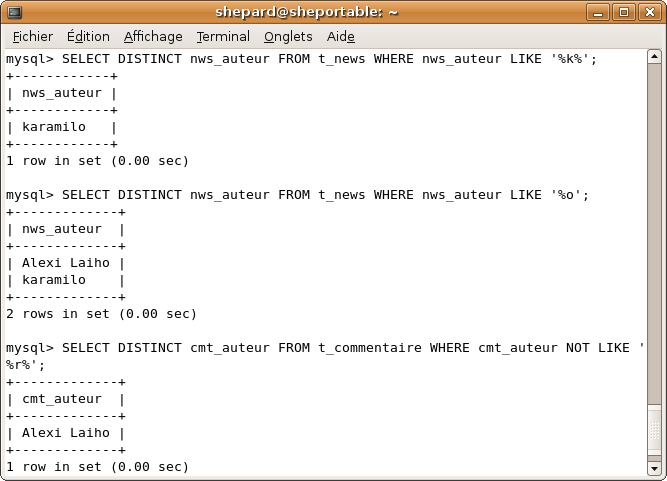 shepard@sheportable: ~
Fichier Édition Affichage Terminal Onglets Aide
mysql> SELECT DISTINCT nws_auteur FROM t_news WHERE nws_auteur LIKE '%k%';
+------------+
| nws_auteur |
+------------+
| karamilo   |
+------------+
1 row in set (0.00 sec)
mysql> SELECT DISTINCT nws_auteur FROM t_news WHERE nws_auteur LIKE '%o';
+-------------+
| nws_auteur  |
+-------------+
| Alexi Laiho |
| karamilo    |
+-------------+
2 rows in set (0.00 sec)
mysql> SELECT DISTINCT cmt_auteur FROM t_commentaire WHERE cmt_auteur NOT LIKE '
%r%';
+-------------+
| cmt_auteur  |
+-------------+
| Alexi Laiho |
+-------------+
1 row in set (0.00 sec)